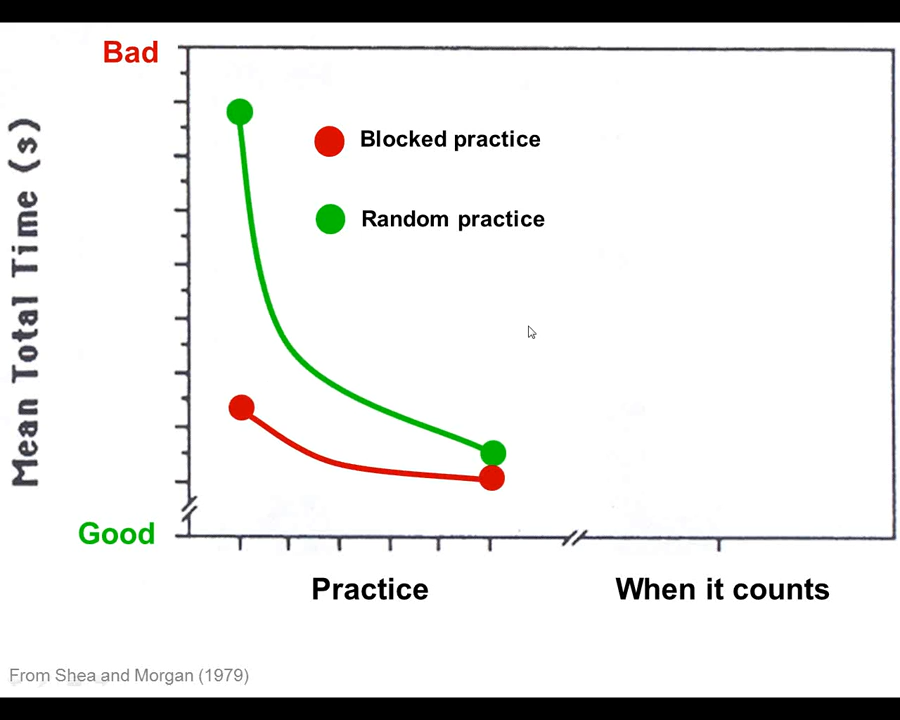 Bad
Mean Total Time (s)
Blocked practice
Random practice
Good
Practice
When it counts
From Shea and Morgan (1979)